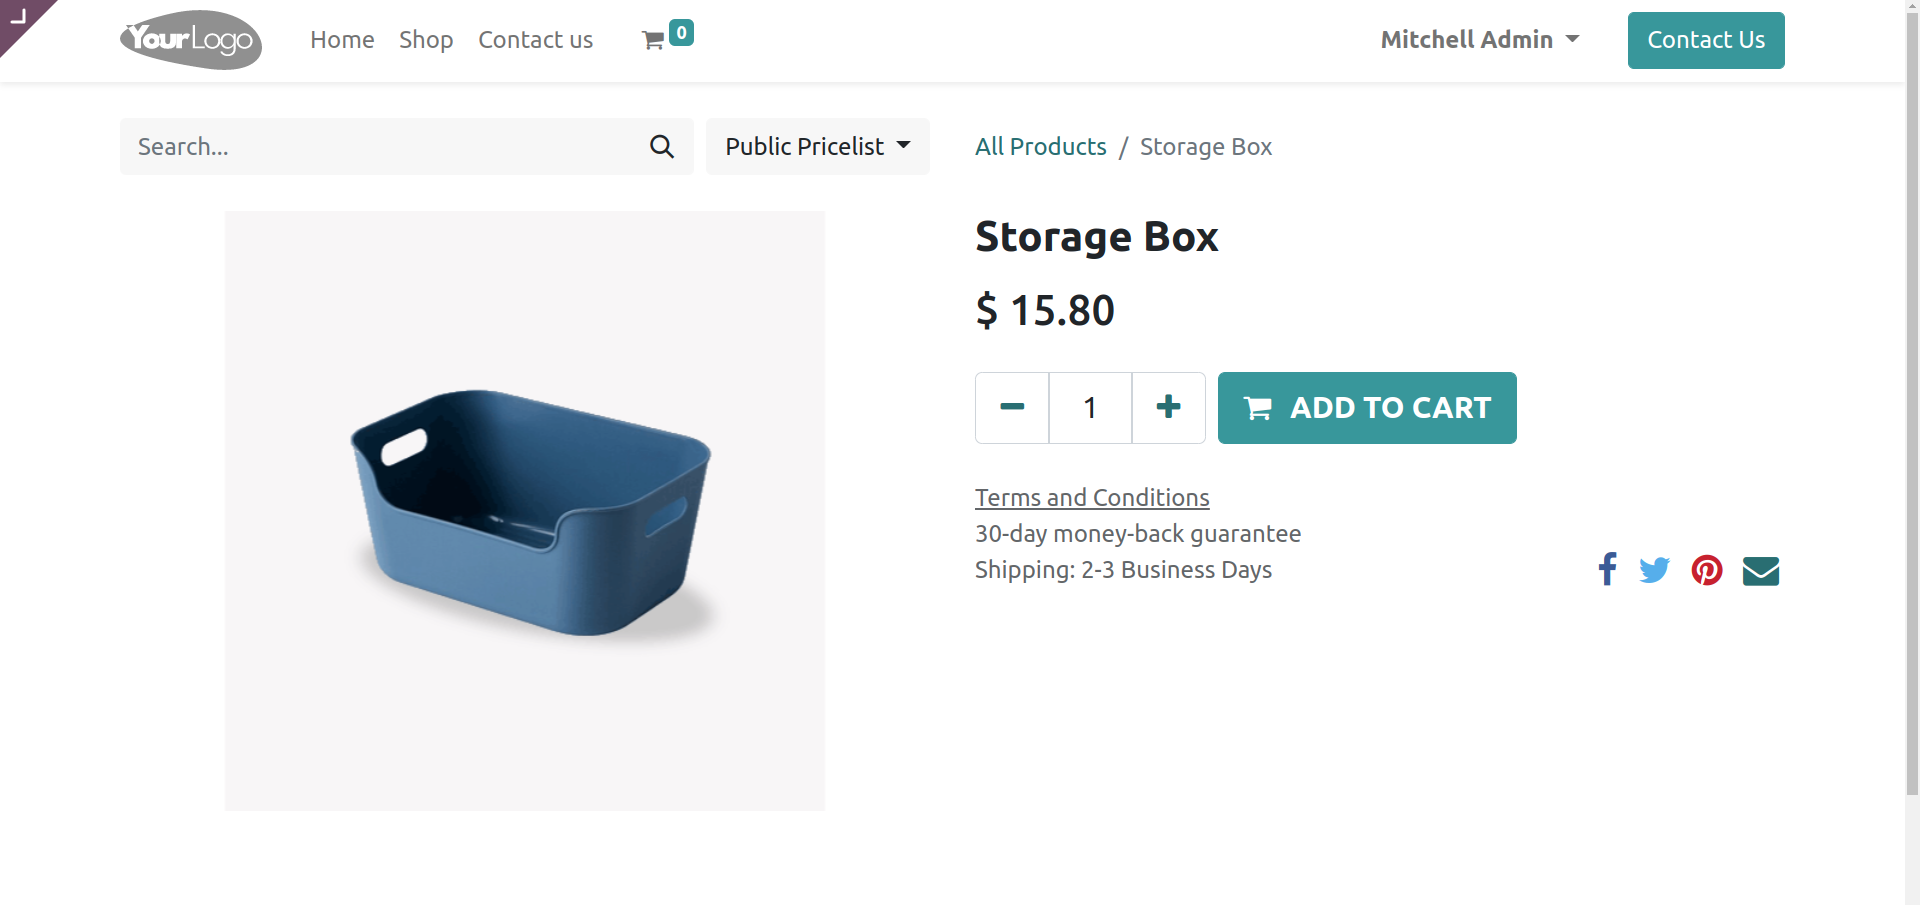 YourLogo
Home Shop Contact us 0 Mitchell Admin Contact Us
Search... Public Pricelist
All Products / Storage Box
Storage Box
$ 15.80
1 ADD TO CART
Terms and Conditions
30-day money-back guarantee
Shipping: 2-3 Business Days